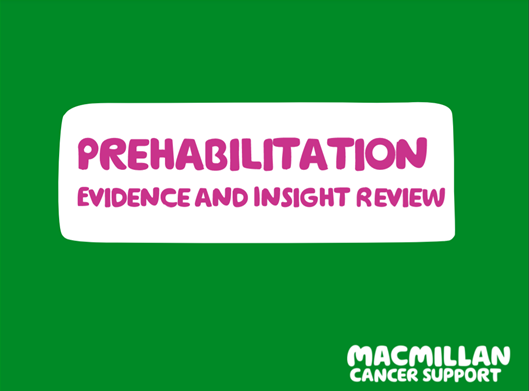 PREHABILITATION
EVIDENCE AND INSIGHT REVIEW
MACMILLAN
CANCER SUPPORT